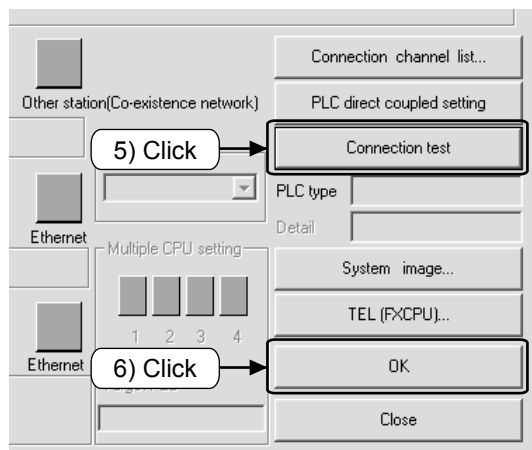 Connection channel list...
Other station(Co-existence network)
PLC direct coupled setting
5) Click
Connection test
PLC type
Ethernet
Detail
Multiple CPU setting
System image...
1 2 3 4
TEL (FXCPU)...
Ethernet
6) Click
OK
Close